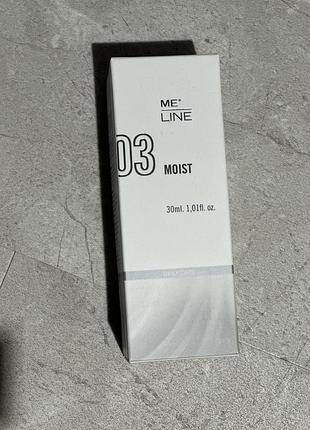 ME°
LINE
03 MOIST
30ml. 1,01fl. oz.